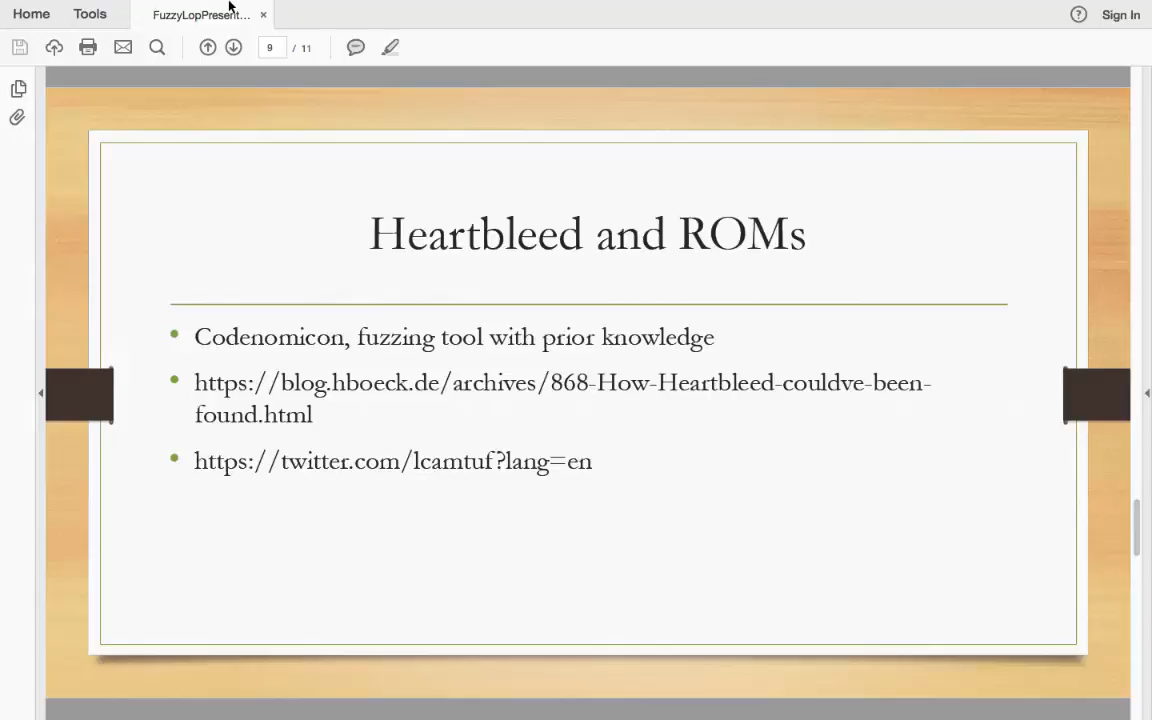 Home Tools FuzzyLopPresent... × Sign In
9 / 11
Heartbleed and ROMs
• Codenomicon, fuzzing tool with prior knowledge
• https://blog.hboeck.de/archives/868-How-Heartbleed-couldve-been-
found.html
• https://twitter.com/lcamtuf?lang=en